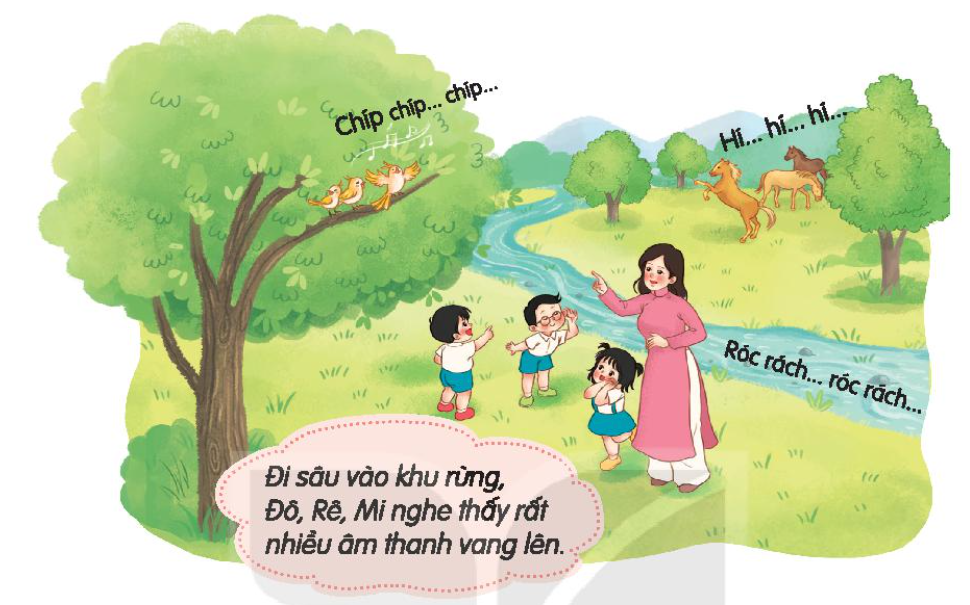 Chíp chíp... chíp...
Hí... hí... hí...
Róc rách... róc rách...
Đi sâu vào khu rừng,
Đô, Rê, Mi nghe thấy rất
nhiều âm thanh vang lên.